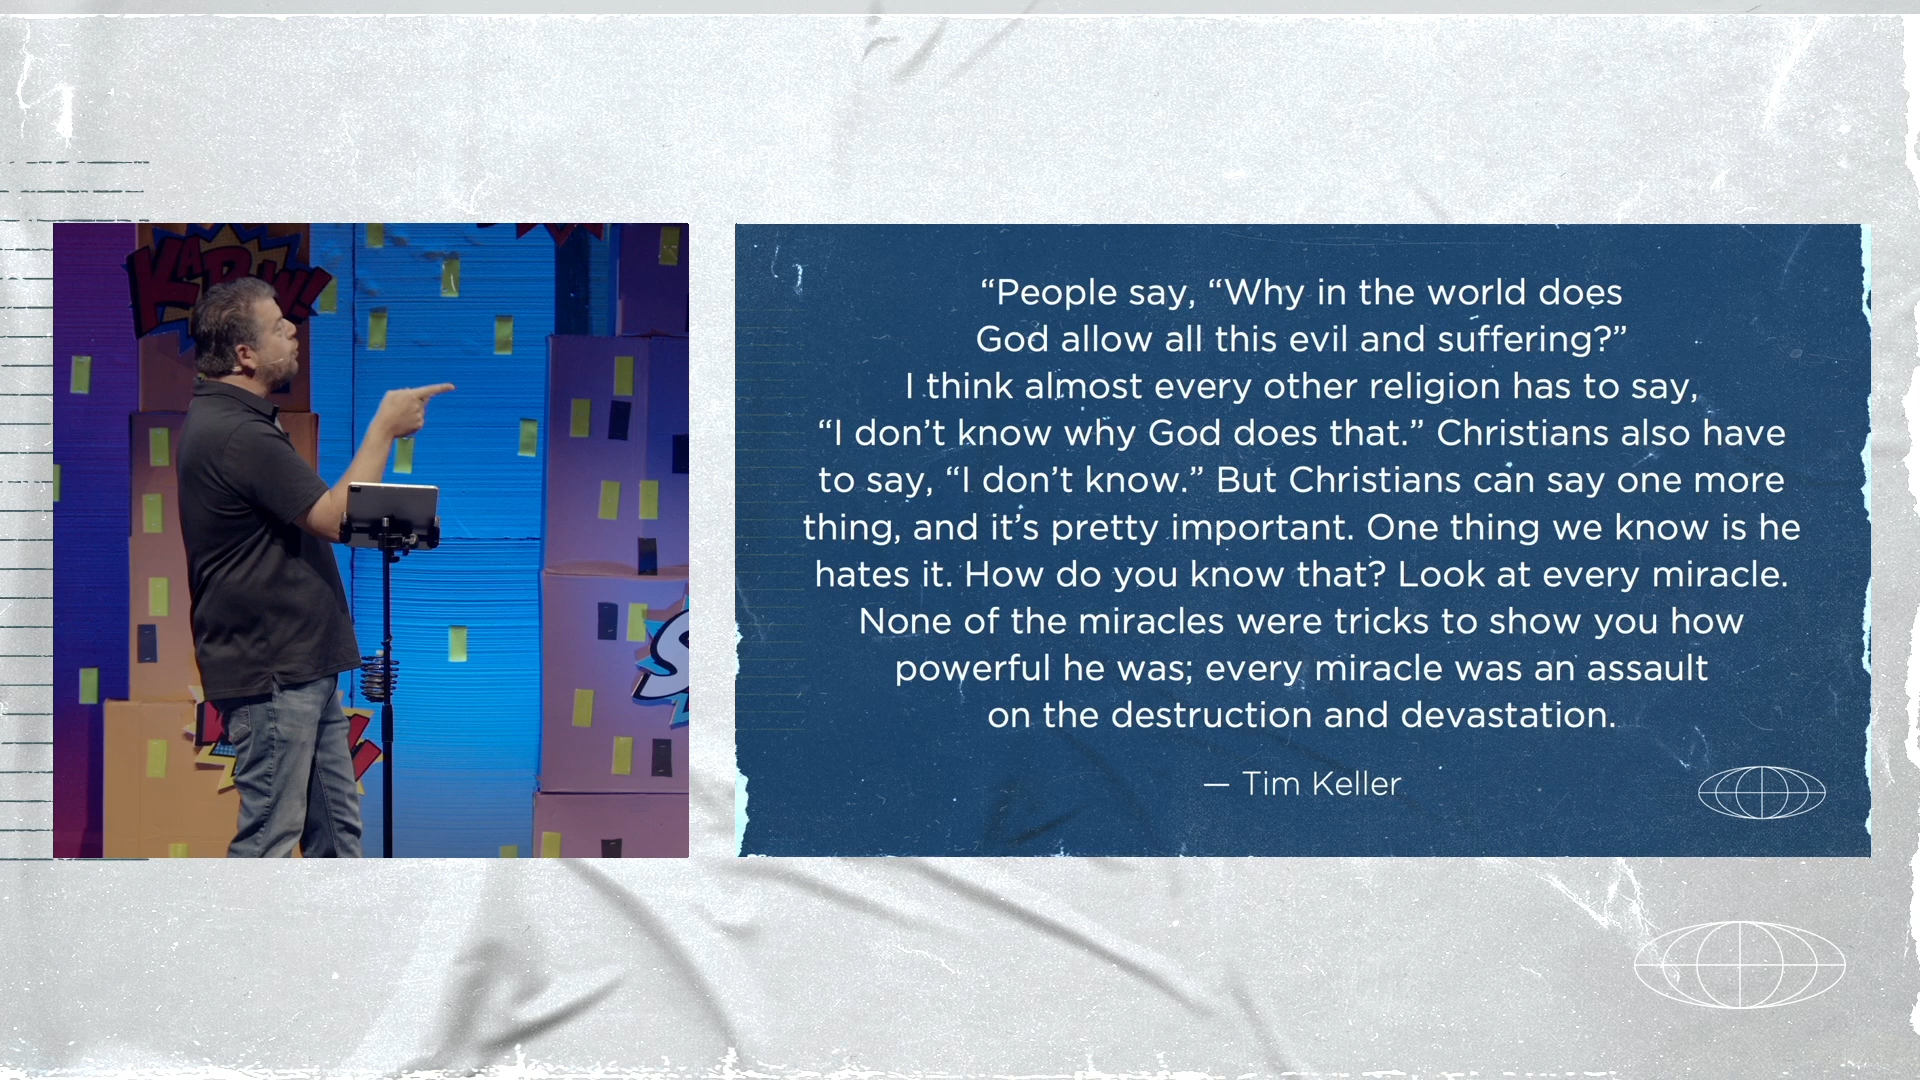 KAPOW!
“People say, “Why in the world does
God allow all this evil and suffering?”
I think almost every other religion has to say,
“I don’t know why God does that.” Christians also have
to say, “I don’t know.” But Christians can say one more
thing, and it’s pretty important. One thing we know is he
hates it. How do you know that? Look at every miracle.
None of the miracles were tricks to show you how
powerful he was; every miracle was an assault
on the destruction and devastation.
— Tim Keller